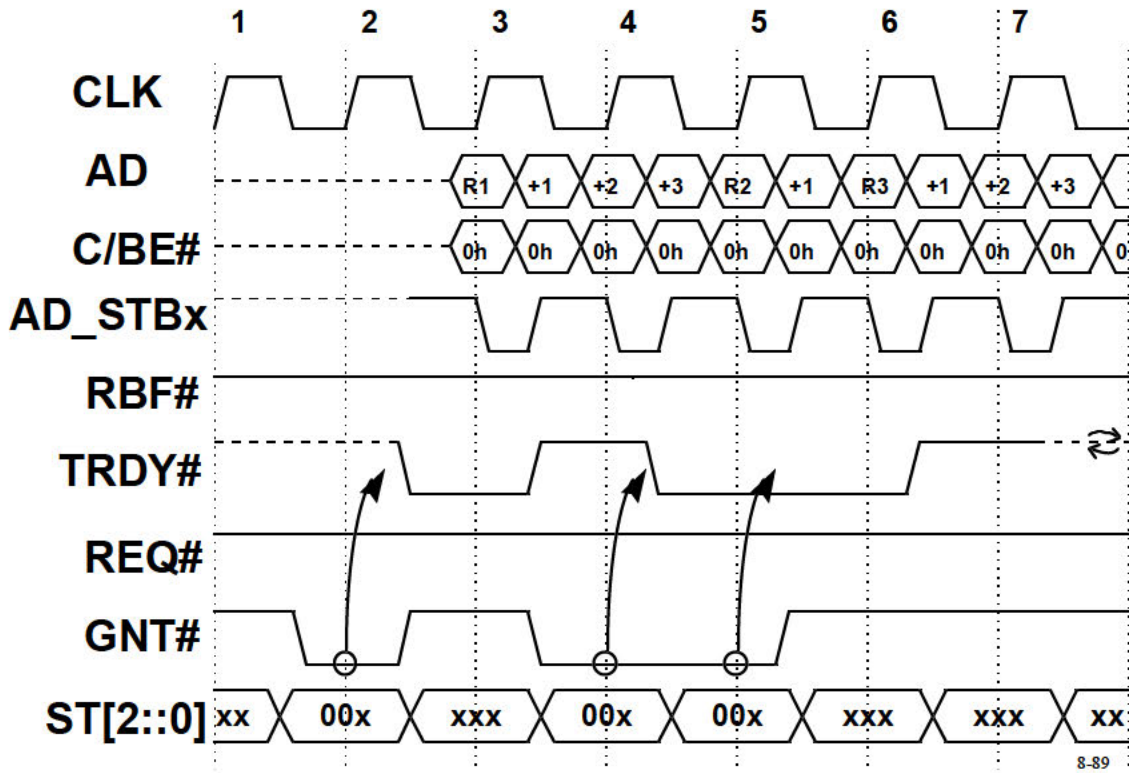 1 2 3 4 5 6 7
CLK
AD R1 +1 +2 +3 R2 +1 R3 +1 +2 +3
C/BE# 0h 0h 0h 0h 0h 0h 0h 0h 0h 0h 0
AD_STBx
RBF#
TRDY#
REQ#
GNT#
ST[2::0] xx 00x xxx 00x 00x xxx xxx xx
8-89